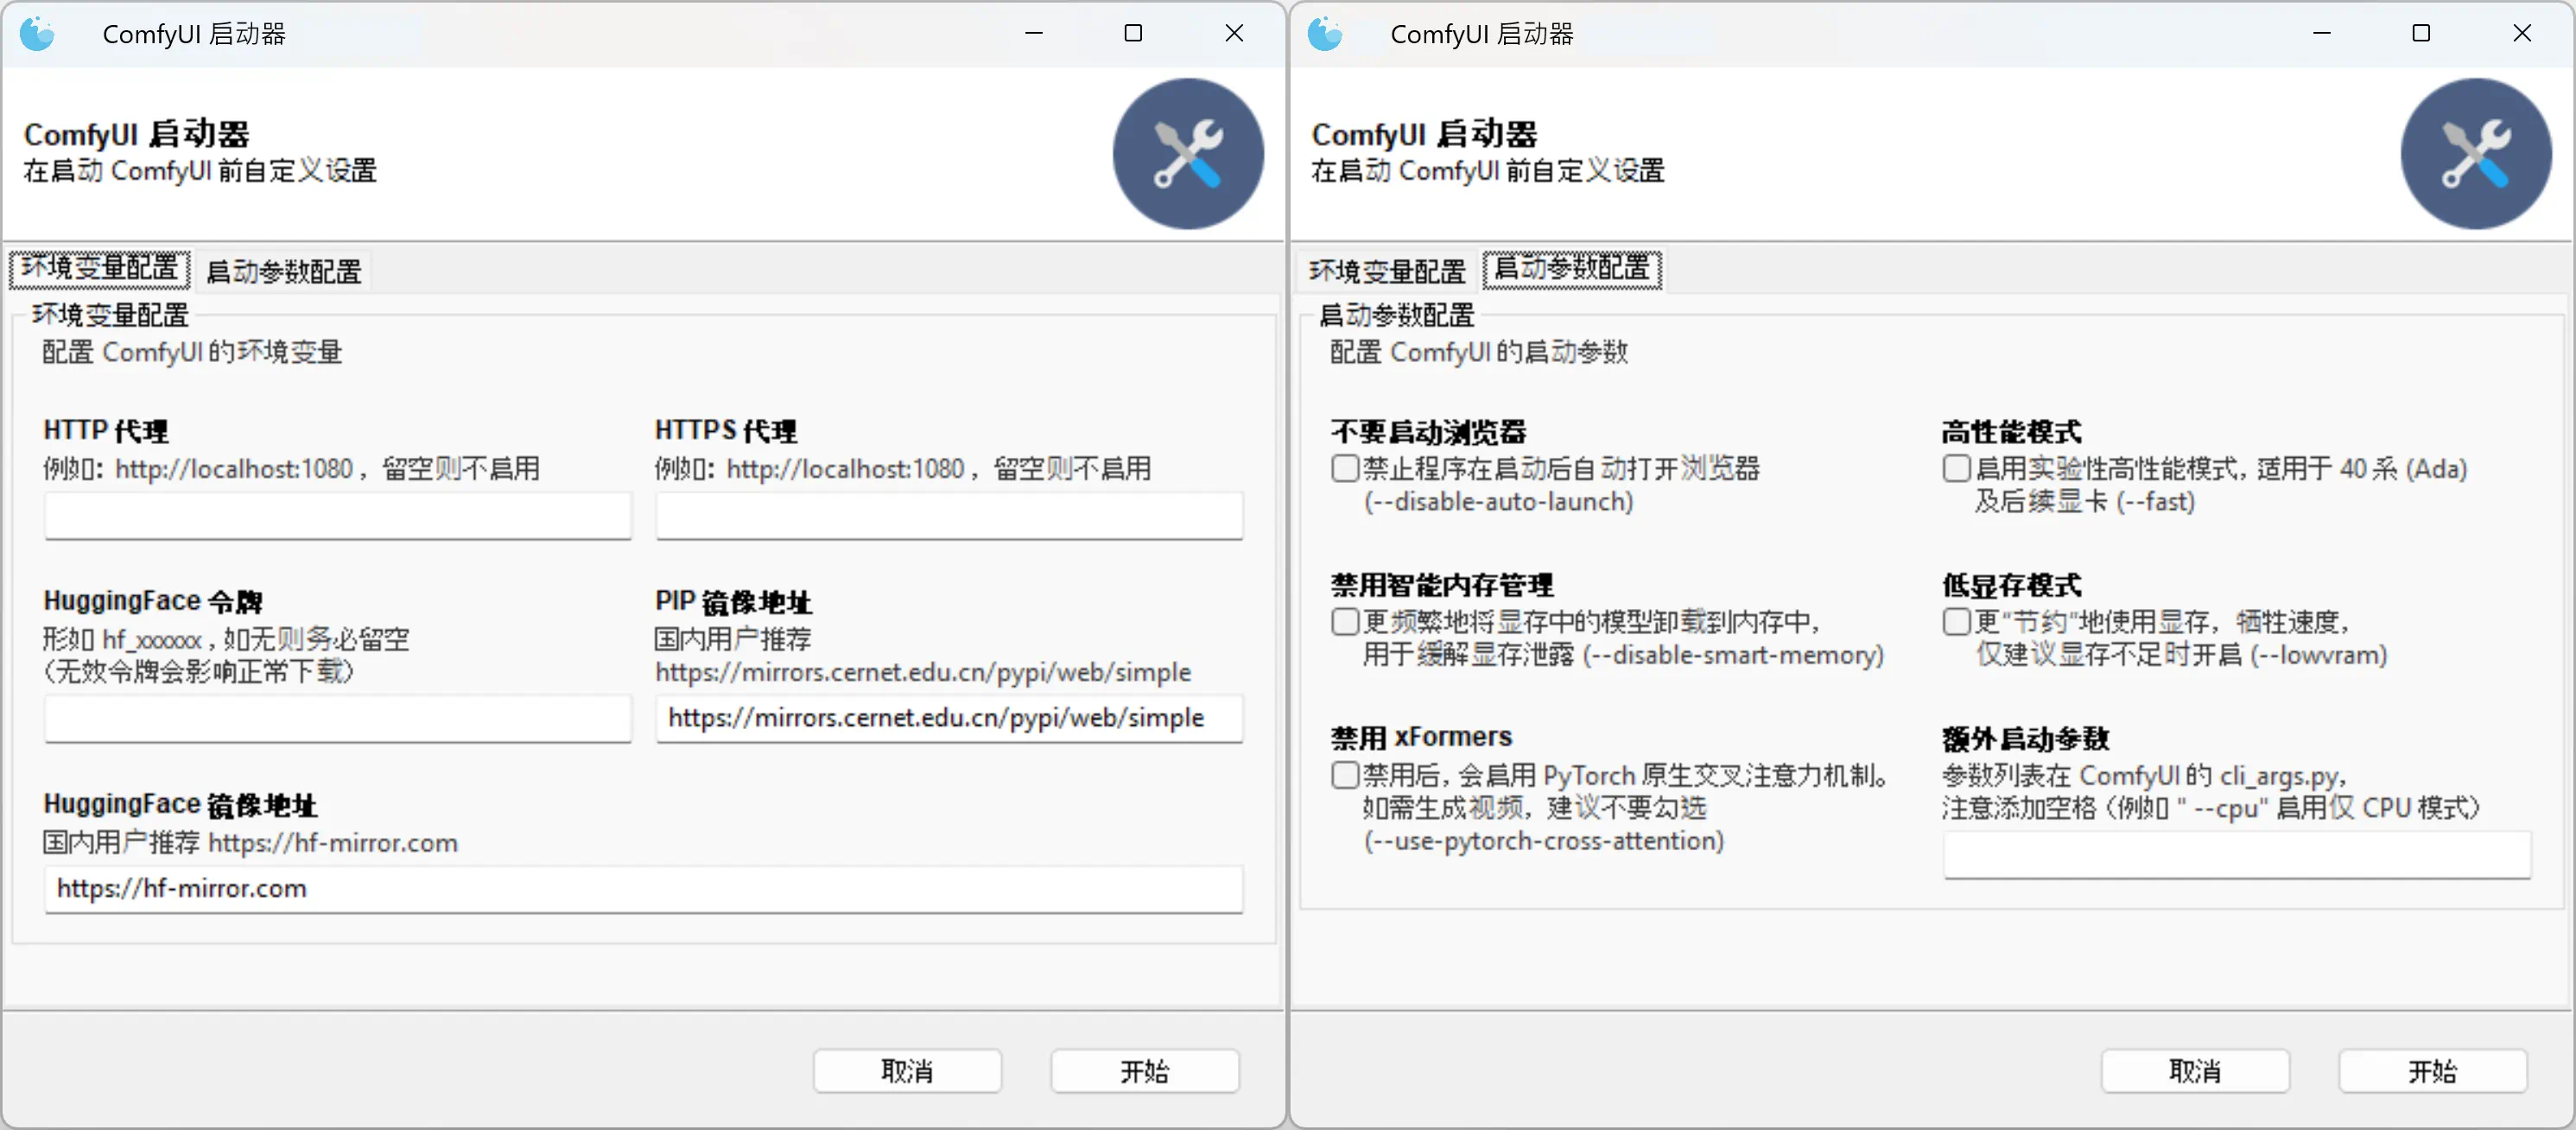 ComfyUI 启动器
ComfyUI 启动器
在启动 ComfyUI 前自定义设置
环境变量配置
启动参数配置
环境变量配置
配置 ComfyUI 的环境变量
HTTP 代理
例如: http://localhost:1080 ，留空则不启用
HTTPS 代理
例如: http://localhost:1080 ，留空则不启用
HuggingFace 令牌
形如 hf_xxxxxx , 如无则务必留空
（无效令牌会影响正常下载）
PIP 镜像地址
国内用户推荐
https://mirrors.cernet.edu.cn/pypi/web/simple
https://mirrors.cernet.edu.cn/pypi/web/simple
HuggingFace 镜像地址
国内用户推荐 https://hf-mirror.com
https://hf-mirror.com
取消
开始
ComfyUI 启动器
ComfyUI 启动器
在启动 ComfyUI 前自定义设置
环境变量配置
启动参数配置
启动参数配置
配置 ComfyUI 的启动参数
不要启动浏览器
禁止程序在启动后自动打开浏览器
(--disable-auto-launch)
高性能模式
启用实验性高性能模式, 适用于 40 系 (Ada)
及后续显卡 (--fast)
禁用智能内存管理
更频繁地将显存中的模型卸载到内存中,
用于缓解显存泄露 (--disable-smart-memory)
低显存模式
更"节约"地使用显存，牺牲速度,
仅建议显存不足时开启 (--lowvram)
禁用 xFormers
禁用后, 会启用 PyTorch 原生交叉注意力机制。
如需生成视频，建议不要勾选
(--use-pytorch-cross-attention)
额外启动参数
参数列表在 ComfyUI 的 cli_args.py,
注意添加空格（例如 " --cpu" 启用仅 CPU 模式）
取消
开始